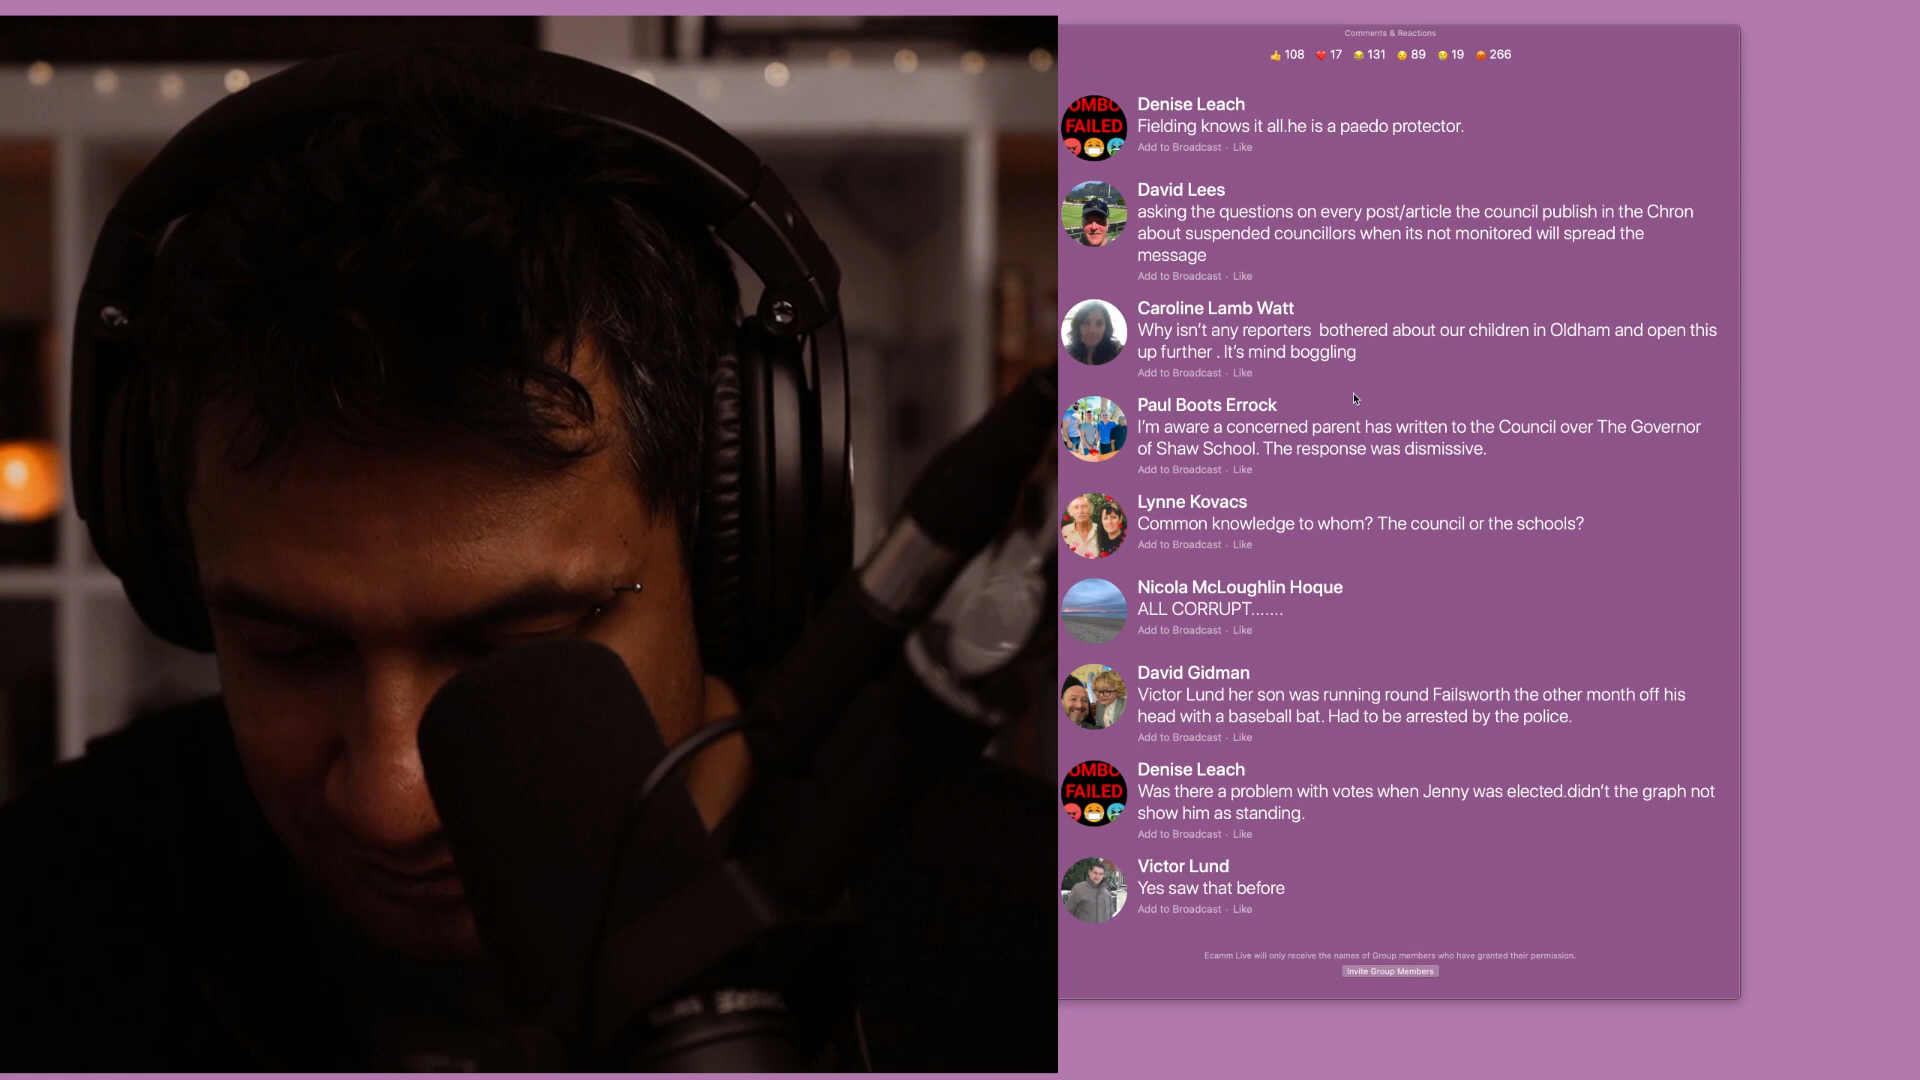 Comments & Reactions
108 17 131 89 19 266
OMBO
FAILED
Denise Leach
Fielding knows it all.he is a paedo protector.
Add to Broadcast · Like
David Lees
asking the questions on every post/article the council publish in the Chron
about suspended councillors when its not monitored will spread the
message
Add to Broadcast · Like
Caroline Lamb Watt
Why isn't any reporters  bothered about our children in Oldham and open this
up further . It's mind boggling
Add to Broadcast · Like
Paul Boots Errock
I'm aware a concerned parent has written to the Council over The Governor
of Shaw School. The response was dismissive.
Add to Broadcast · Like
Lynne Kovacs
Common knowledge to whom? The council or the schools?
Add to Broadcast · Like
Nicola McLoughlin Hoque
ALL CORRUPT.......
Add to Broadcast · Like
David Gidman
Victor Lund her son was running round Failsworth the other month off his
head with a baseball bat. Had to be arrested by the police.
Add to Broadcast · Like
OMBO
FAILED
Denise Leach
Was there a problem with votes when Jenny was elected.didn't the graph not
show him as standing.
Add to Broadcast · Like
Victor Lund
Yes saw that before
Add to Broadcast · Like
Ecamm Live will only receive the names of Group members who have granted their permission.
Invite Group Members